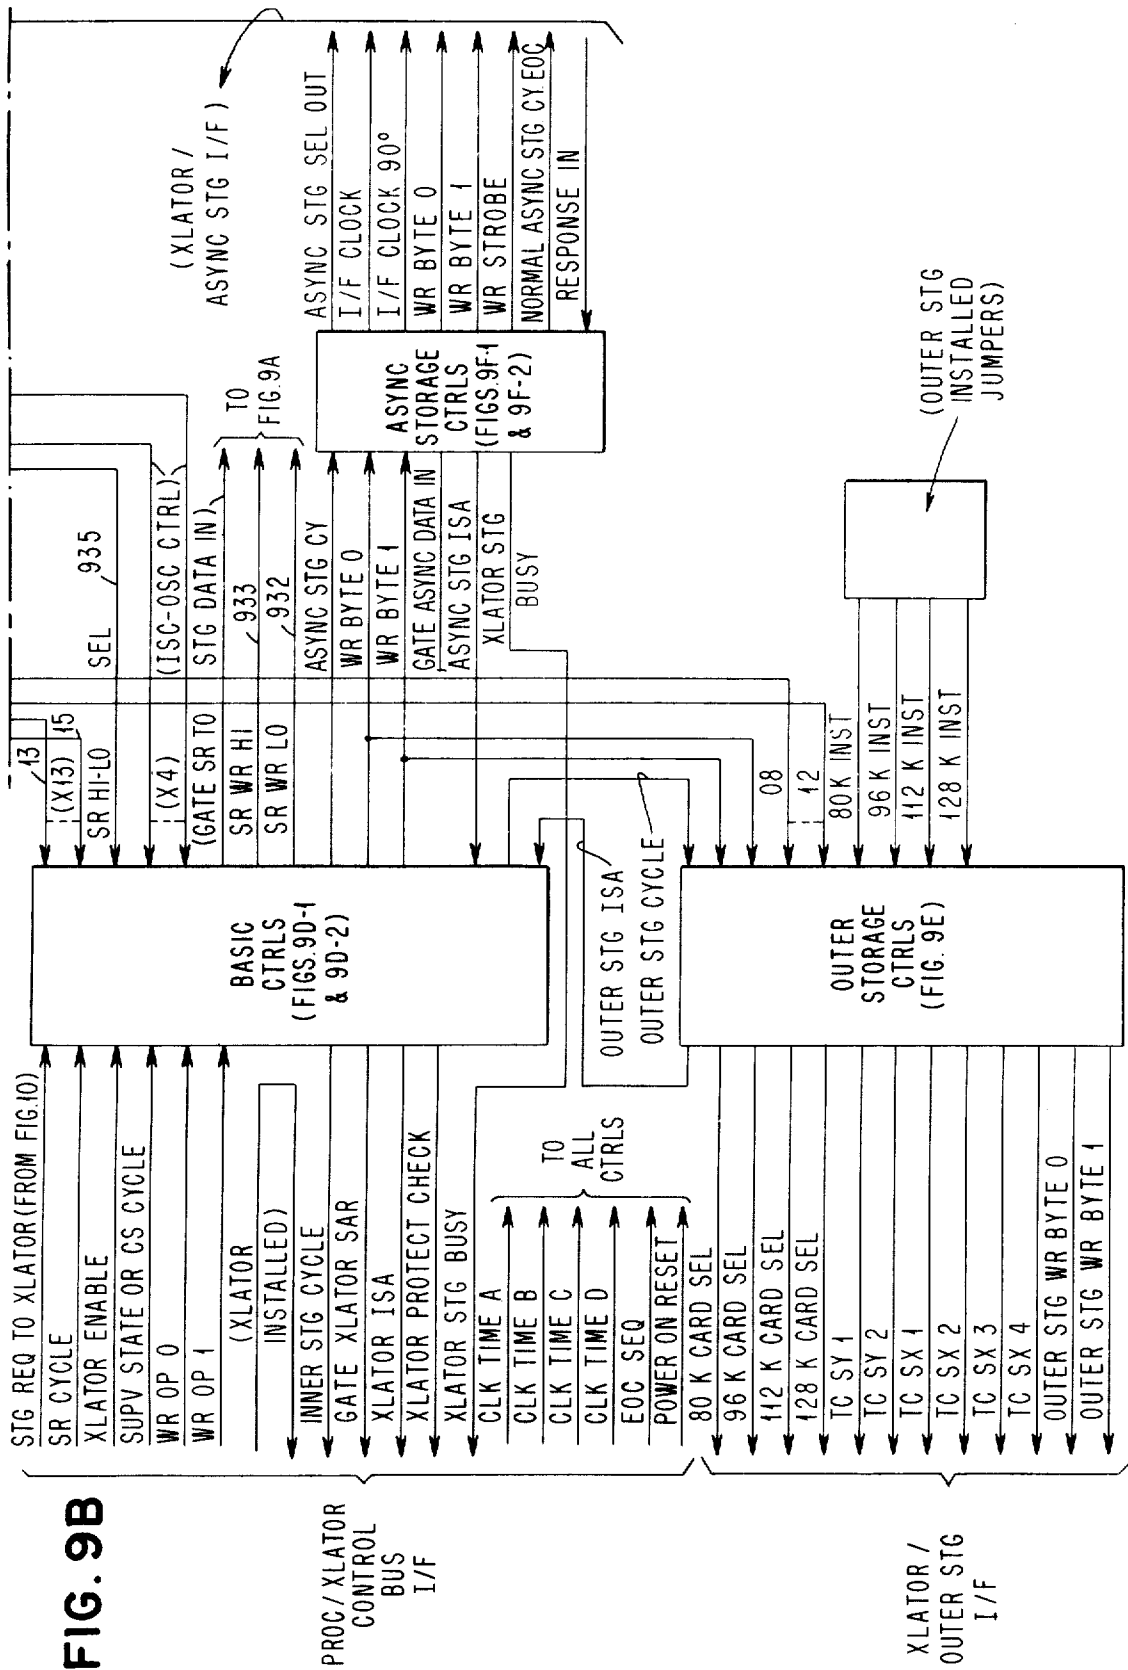 FIG. 9B
PROC/XLATOR
CONTROL
BUS
I/F
XLATOR /
OUTER STG
I/F
STG REQ TO XLATOR (FROM FIG.10)
SR CYCLE
XLATOR ENABLE
SUPV STATE OR CS CYCLE
WR OP 0
WR OP 1
(XLATOR
INSTALLED)
INNER STG CYCLE
GATE XLATOR SAR
XLATOR ISA
XLATOR PROTECT CHECK
XLATOR STG BUSY
CLK TIME A
CLK TIME B
CLK TIME C
CLK TIME D
EOC SEQ
POWER ON RESET
TO
ALL
CTRLS
80 K CARD SEL
96 K CARD SEL
112 K CARD SEL
128 K CARD SEL
TC SY 1
TC SY 2
TC SX 1
TC SX 2
TC SX 3
TC SX 4
OUTER STG WR BYTE 0
OUTER STG WR BYTE 1
BASIC
CTRLS
(FIGS.9D-1
& 9D-2)
OUTER STG ISA
OUTER STG CYCLE
OUTER
STORAGE
CTRLS
(FIG. 9E)
13
(X13)
15
SR HI-LO SEL
935
(X4)
(ISC-OSC CTRL)
(GATE SR TO STG DATA IN)
SR WR HI
933
SR WR LO
932
TO
FIG.9A
ASYNC STG CY
WR BYTE 0
WR BYTE 1
GATE ASYNC DATA IN
ASYNC STG ISA
XLATOR STG
BUSY
08
12
80K INST
96 K INST
112 K INST
128 K INST
(OUTER STG
INSTALLED
JUMPERS)
ASYNC
STORAGE
CTRLS
(FIGS.9F-1
& 9F-2)
(XLATOR /
ASYNC STG I/F)
ASYNC STG SEL OUT
I/F CLOCK
I/F CLOCK 90°
WR BYTE 0
WR BYTE 1
WR STROBE
NORMAL ASYNC STG CY EOC
RESPONSE IN